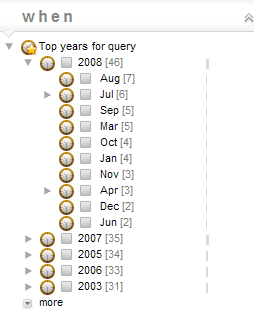 when
Top years for query
2008 [46]
Aug [7]
Jul [6]
Sep [5]
Mar [5]
Oct [4]
Jan [4]
Nov [3]
Apr [3]
Dec [2]
Jun [2]
2007 [35]
2005 [34]
2006 [33]
2003 [31]
more